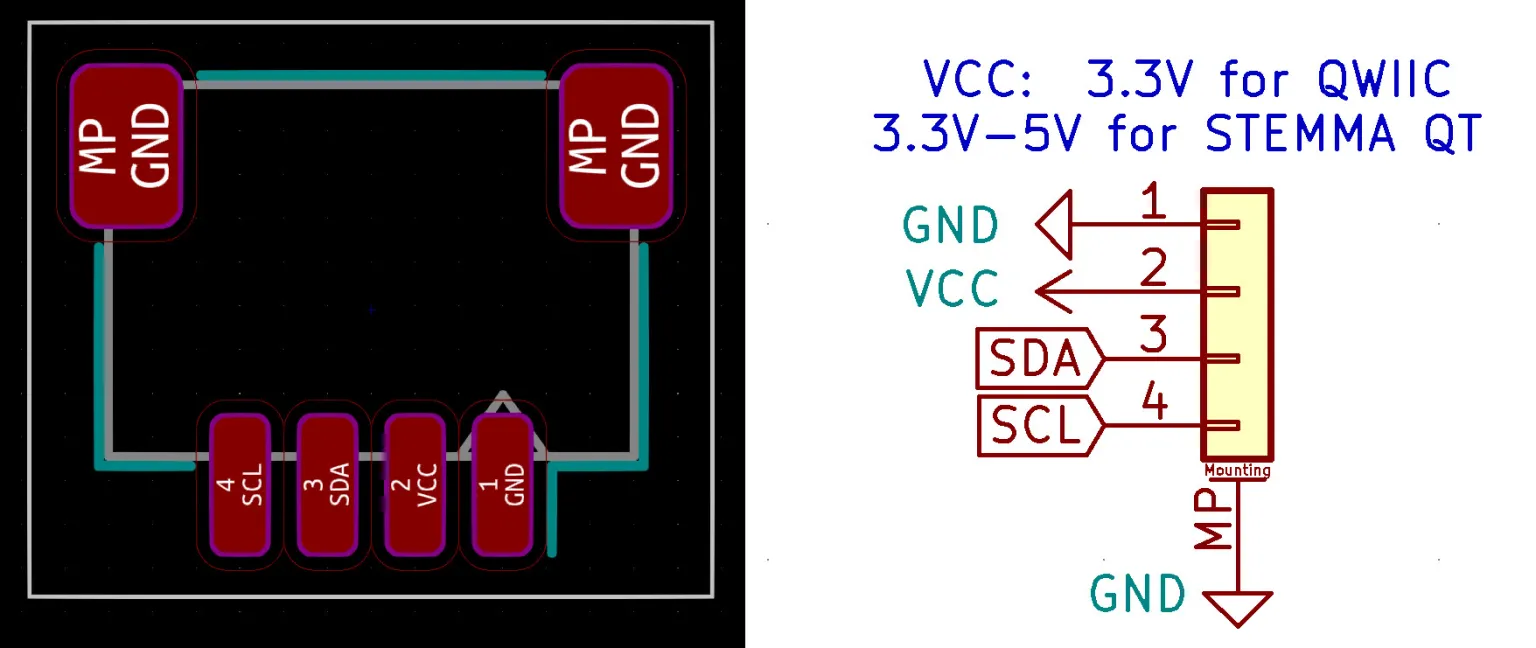 MP
GND
MP
GND
4
SCL
3
SDA
2
VCC
1
GND
VCC: 3.3V for QWIIC
3.3V-5V for STEMMA QT
GND 1
VCC 2
SDA 3
SCL 4
Mounting
MP
GND